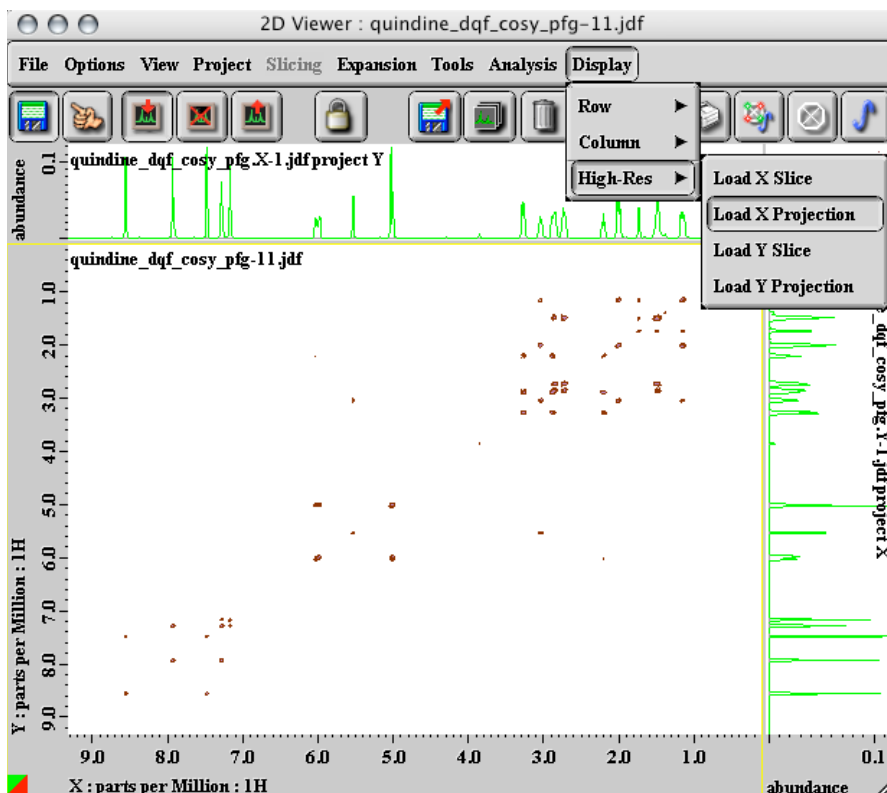 2D Viewer : quindine_dqf_cosy_pfg-11.jdf
File Options View Project Slicing Expansion Tools Analysis Display
Row
Column
High-Res
Load X Slice
Load X Projection
Load Y Slice
Load Y Projection
abundance
0.1
quindine_dqf_cosy_pfg.X-1.jdf project Y
quindine_dqf_cosy_pfg-11.jdf
1.0
2.0
3.0
4.0
5.0
6.0
7.0
8.0
9.0
Y : parts per Million : 1H
dqf_cosy_pfg.Y-1.jdf project X
9.0 8.0 7.0 6.0 5.0 4.0 3.0 2.0 1.0
X : parts per Million : 1H
0.1
abundance